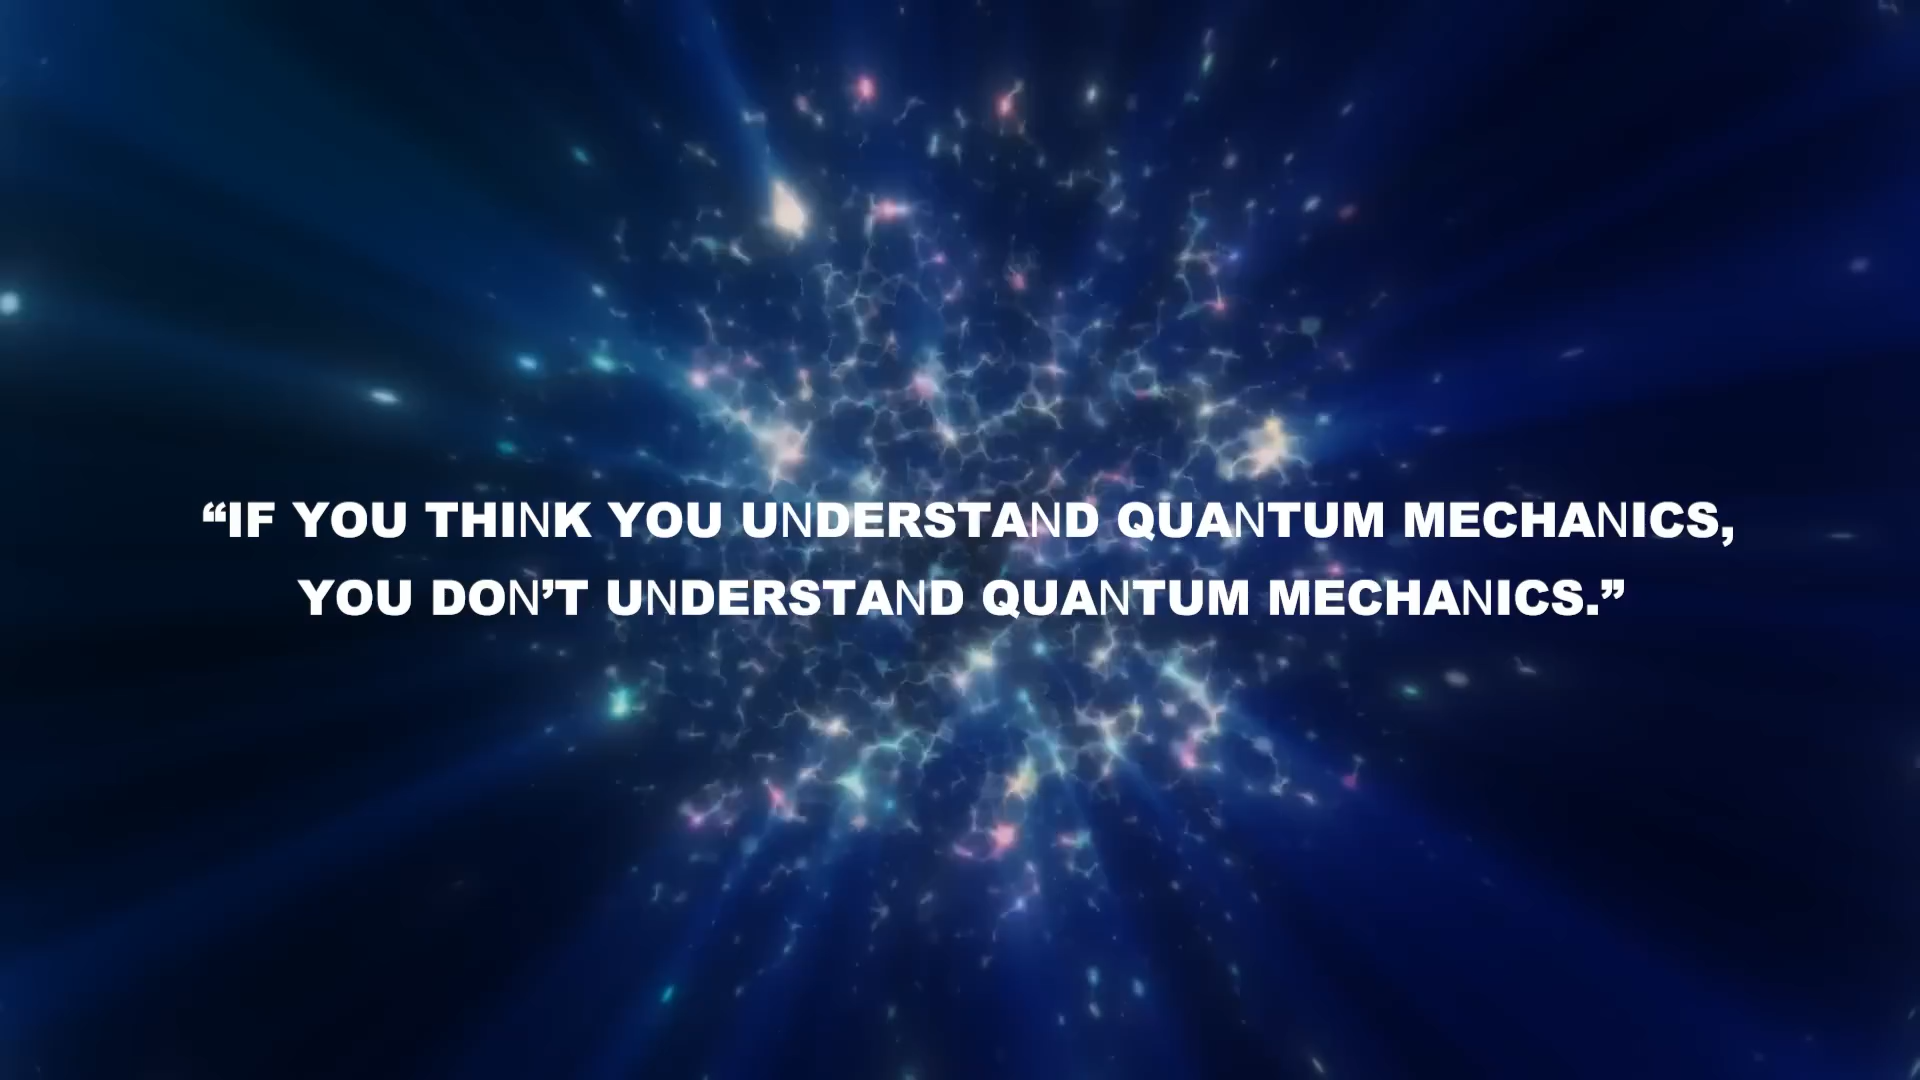 “IF YOU THINK YOU UNDERSTAND QUANTUM MECHANICS,
YOU DON’T UNDERSTAND QUANTUM MECHANICS.”